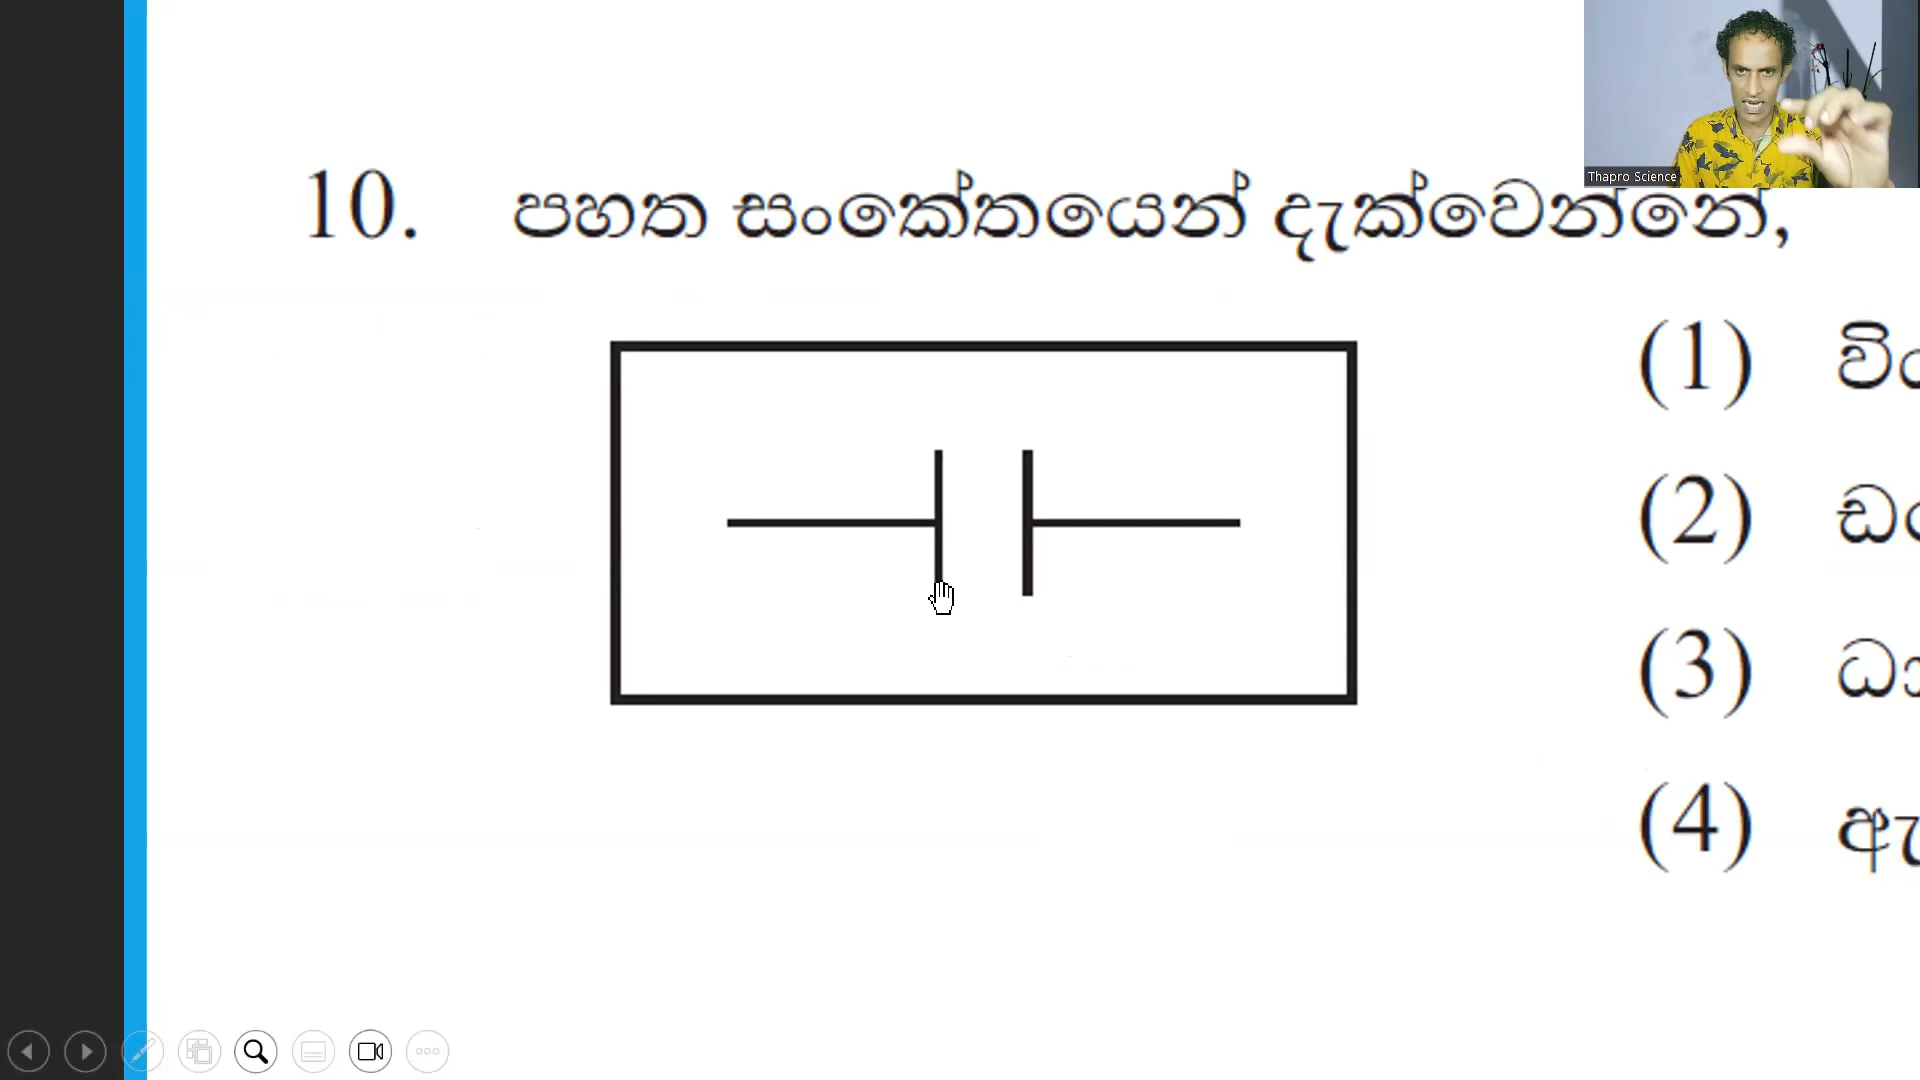 Thapro Science
10. පහත සංකේතයෙන් දැක්වෙන්නේ,
(1)
(2)
(3)
(4)